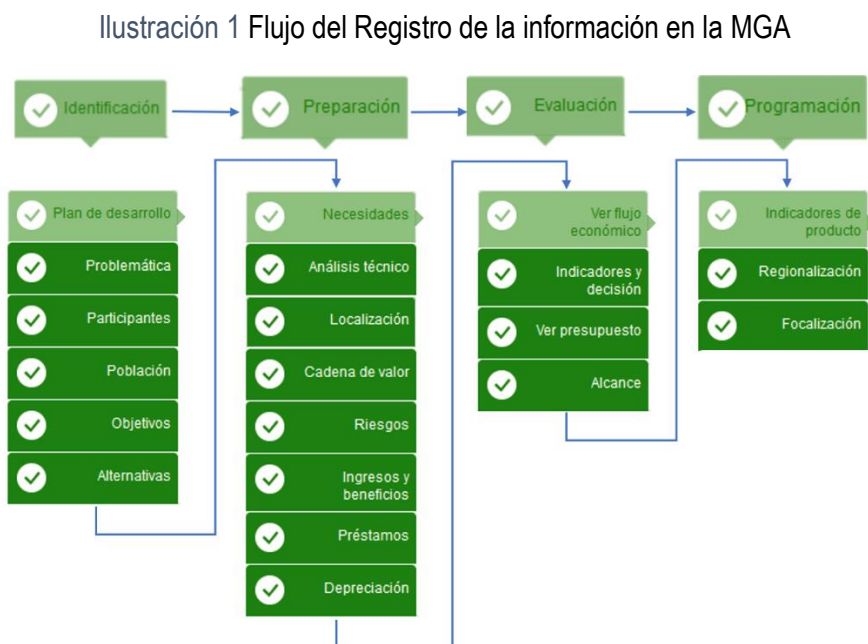 Ilustración 1 Flujo del Registro de la información en la MGA
Identificación
Preparación
Evaluación
Programación
Plan de desarrollo
Problemática
Participantes
Población
Objetivos
Alternativas
Necesidades
Análisis técnico
Localización
Cadena de valor
Riesgos
Ingresos y
beneficios
Préstamos
Depreciación
Ver flujo
económico
Indicadores y
decisión
Ver presupuesto
Alcance
Indicadores de
producto
Regionalización
Focalización